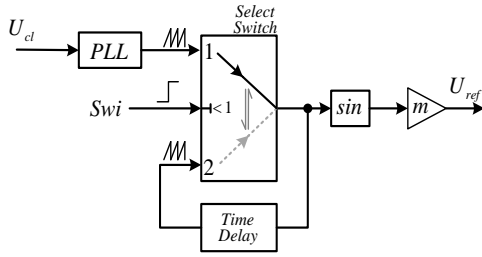 Select
Switch
U_cl
PLL
1
Swi
<1
2
sin
m
U_ref
Time
Delay